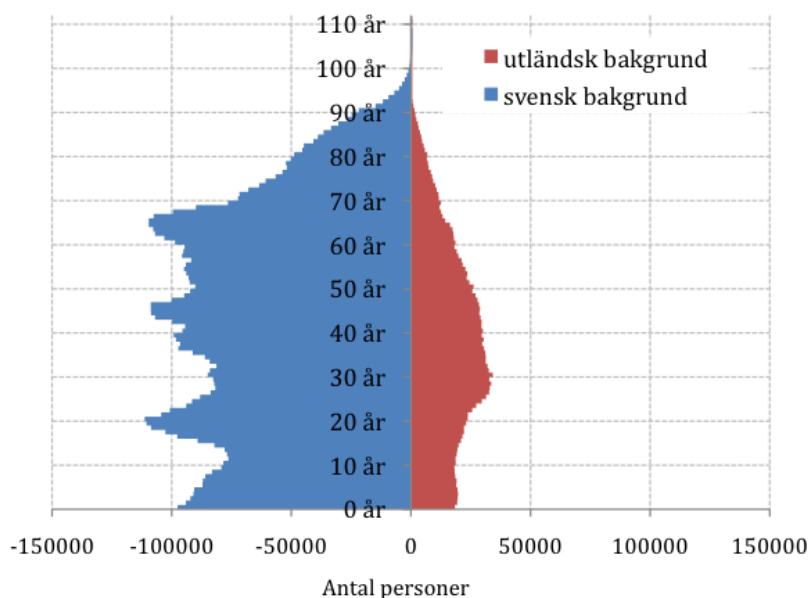 110 år
utländsk bakgrund
100 år
svensk bakgrund
90 år
80 år
70 år
60 år
50 år
40 år
30 år
20 år
10 år
0 år
-150000 -100000 -50000 0 50000 100000 150000
Antal personer